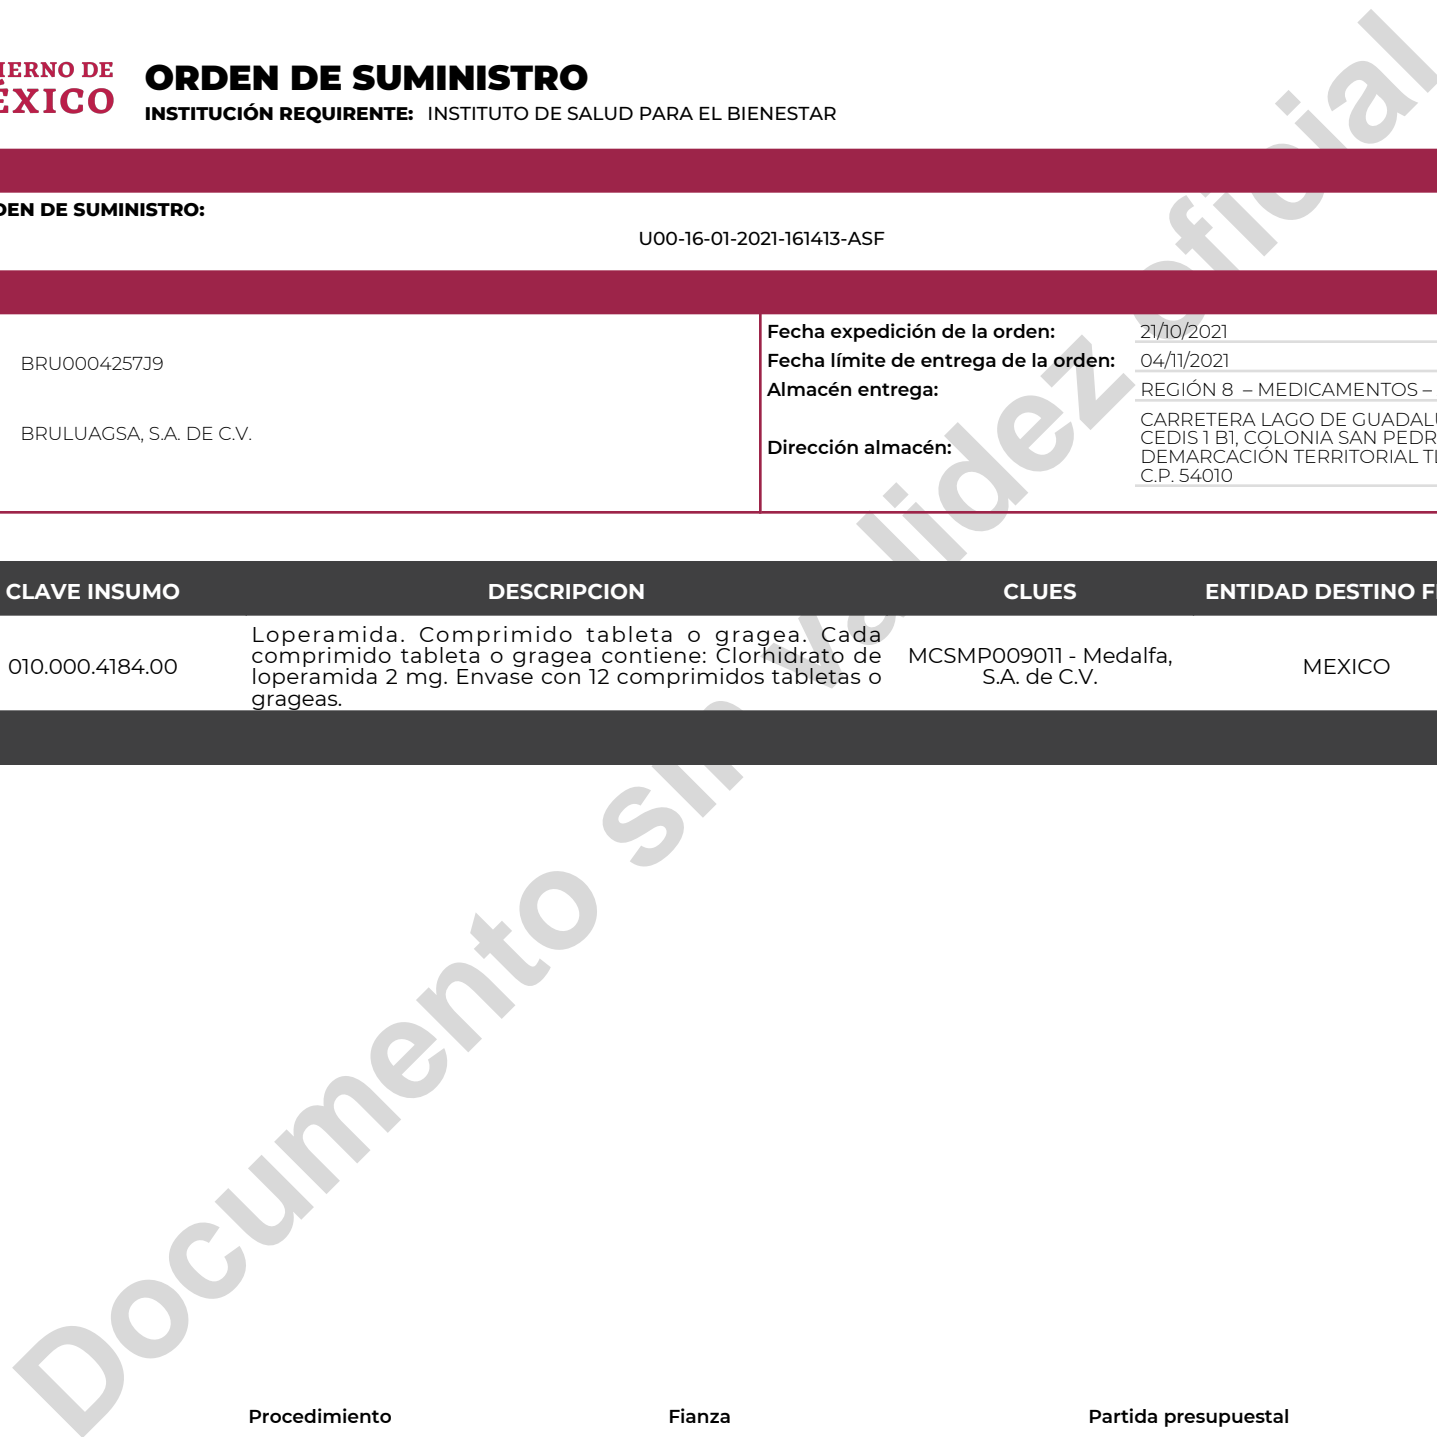 IERNO DE
ÉXICO
ORDEN DE SUMINISTRO
INSTITUCIÓN REQUIRENTE: INSTITUTO DE SALUD PARA EL BIENESTAR
DEN DE SUMINISTRO:
U00-16-01-2021-161413-ASF
BRU0004257J9
BRULUAGSA, S.A. DE C.V.
Fecha expedición de la orden: 21/10/2021
Fecha límite de entrega de la orden: 04/11/2021
Almacén entrega: REGIÓN 8 – MEDICAMENTOS –
Dirección almacén:
CARRETERA LAGO DE GUADALU
CEDIS 1 B1, COLONIA SAN PEDR
DEMARCACIÓN TERRITORIAL
C.P. 54010
CLAVE INSUMO DESCRIPCION CLUES ENTIDAD DESTINO
010.000.4184.00
Loperamida. Comprimido tableta o gragea. Cada
comprimido tableta o gragea contiene: Clorhidrato de
loperamida 2 mg. Envase con 12 comprimidos tabletas o
grageas.
MCSMP009011 - Medalfa,
S.A. de C.V.
MEXICO
Documento sin validez oficial
Procedimiento Fianza Partida presupuestal